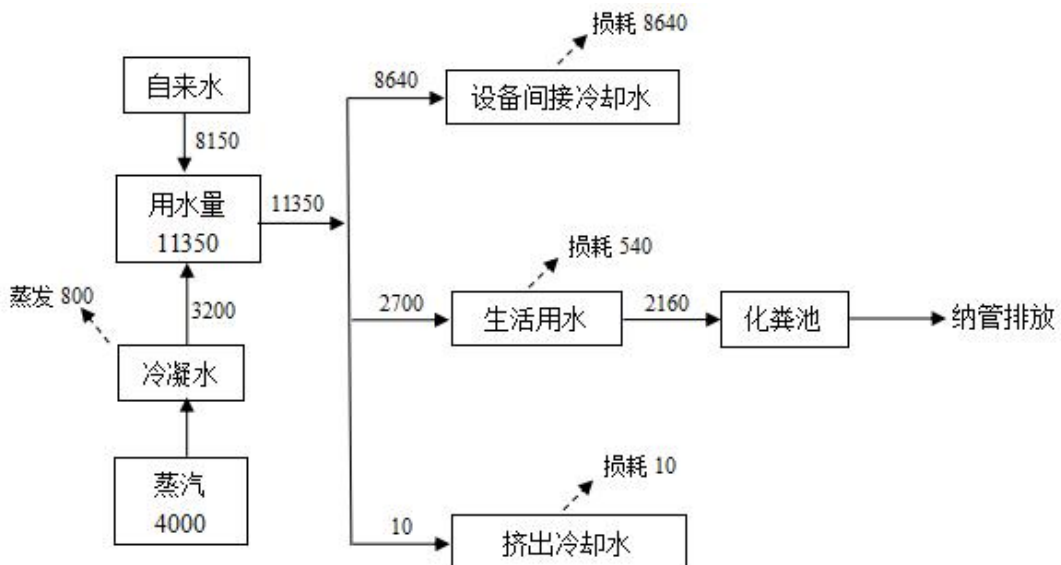 损耗 8640
自来水
8640
设备间接冷却水
8150
用水量
11350
11350
损耗 540
蒸发 800
3200
2700
生活用水
2160
化粪池
纳管排放
冷凝水
损耗 10
蒸汽
4000
10
挤出冷却水